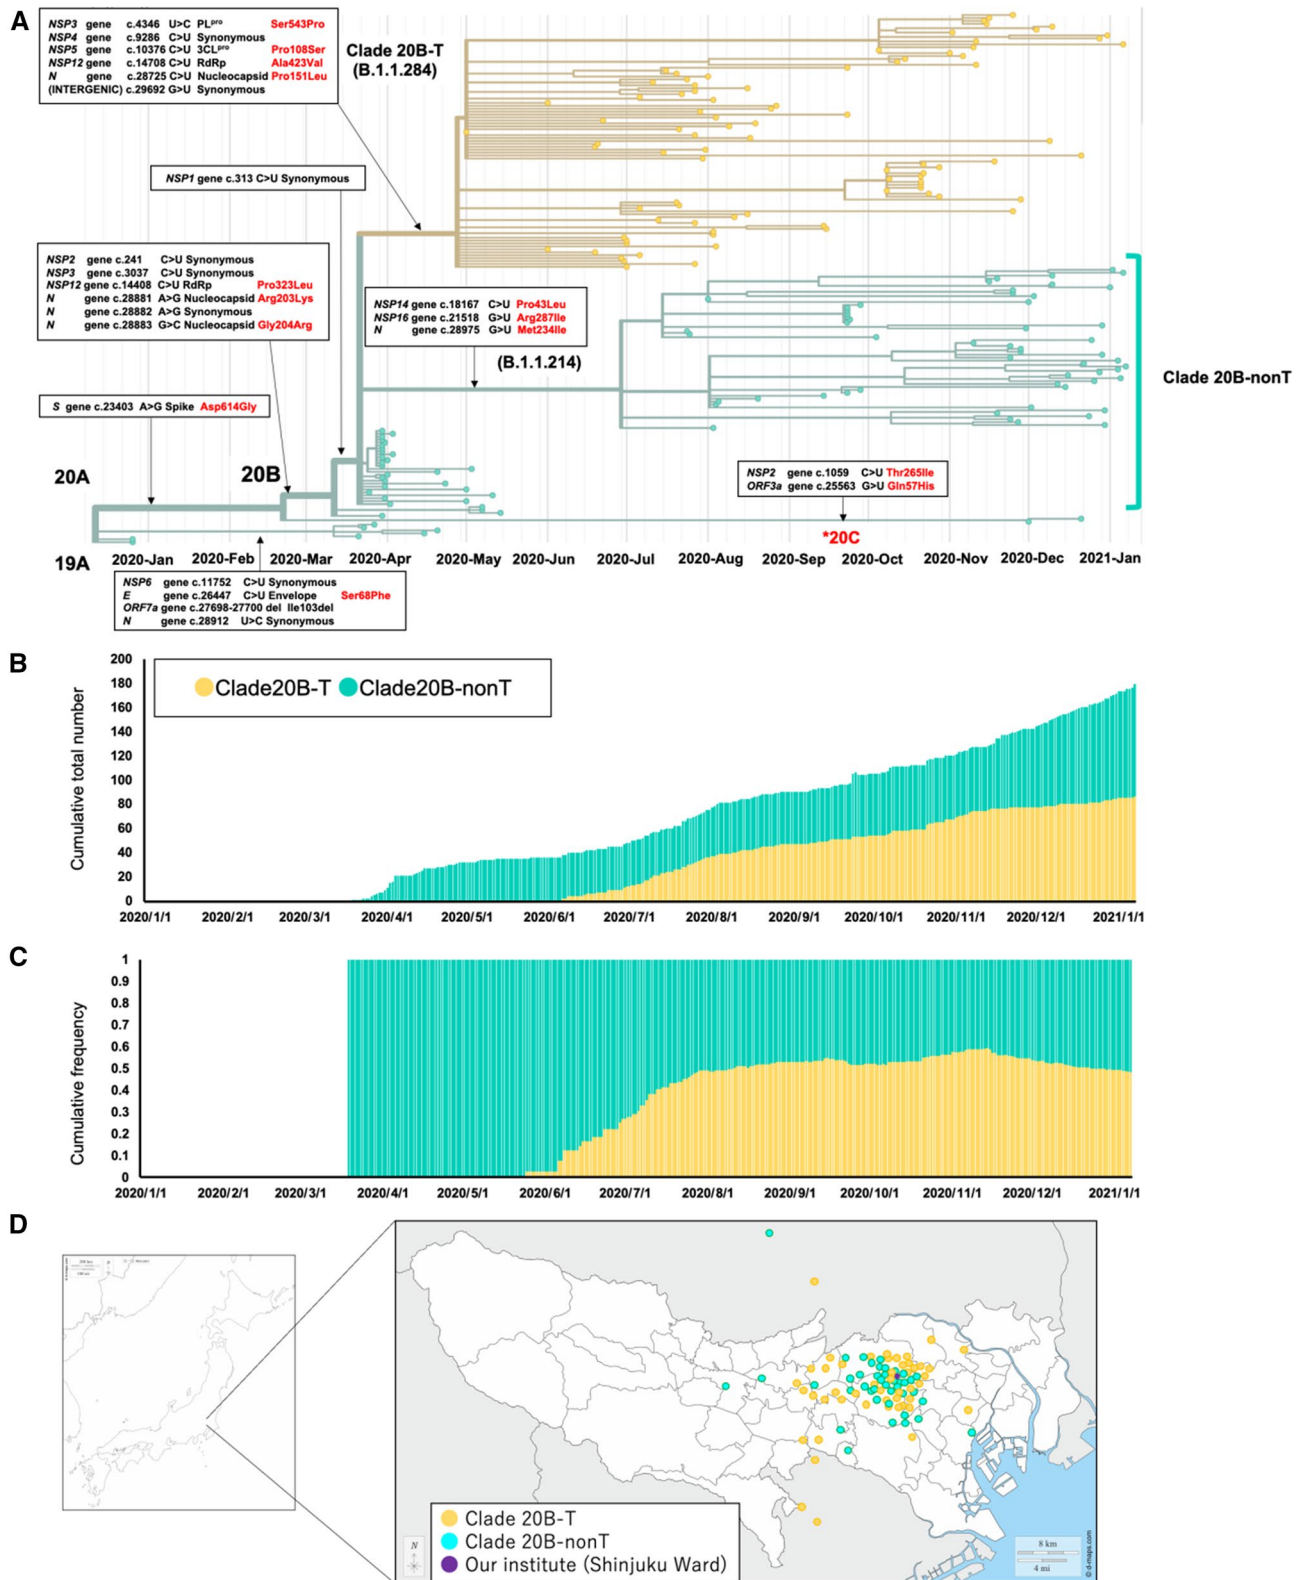 A
NSP3 gene c.4346 U>C PLpro Ser543Pro
NSP4 gene c.9286 C>U Synonymous
NSP5 gene c.10376 C>U 3CLpro Pro108Ser
NSP12 gene c.14708 C>U RdRp Ala423Val
N gene c.28725 C>U Nucelocapsid Pro151Leu
(INTERGENIC) c.29692 G>U Synonymous
Clade 20B-T
(B.1.1.284)
NSP1 gene c.313 C>U Synonymous
NSP2 gene c.241 C>U Synonymous
NSP3 gene c.3037 C>U Synonymous
NSP12 gene c.14408 C>U RdRp Pro323Leu
N gene c.28881 A>G Nucleocapsid Arg203Lys
N gene c.28882 A>G Synonymous
N gene c.28883 G>C Nucleocapsid Gly204Arg
NSP14 gene c.18167 C>U Pro43Leu
NSP16 gene c.21518 G>U Arg287Ile
N gene c.28975 G>U Met234Ile
(B.1.1.214)
Clade 20B-nonT
S gene c.23403 A>G Spike Asp614Gly
20A
20B
NSP2 gene c.1059 C>U Thr265Ile
ORF3a gene c.25563 G>U Gln57His
*20C
19A
2020-Jan 2020-Feb 2020-Mar 2020-Apr 2020-May 2020-Jun 2020-Jul 2020-Aug 2020-Sep 2020-Oct 2020-Nov 2020-Dec 2021-Jan
NSP6 gene c.11752 C>U Synonymous
E gene c.26447 C>U Envelope Ser68Phe
ORF7a gene c.27698-27700 del Ile103del
N gene c.28912 U>C Synonymous
B
Cumulative total number
200
180
160
140
120
100
80
60
40
20
0
Clade20B-T Clade20B-nonT
2020/1/1 2020/2/1 2020/3/1 2020/4/1 2020/5/1 2020/6/1 2020/7/1 2020/8/1 2020/9/1 2020/10/1 2020/11/1 2020/12/1 2021/1/1
C
Cumulative frequency
1
0.9
0.8
0.7
0.6
0.5
0.4
0.3
0.2
0.1
0
2020/1/1 2020/2/1 2020/3/1 2020/4/1 2020/5/1 2020/6/1 2020/7/1 2020/8/1 2020/9/1 2020/10/1 2020/11/1 2020/12/1 2021/1/1
D
Clade 20B-T
Clade 20B-nonT
Our institute (Shinjuku Ward)
N
8 km
4 mi
© d-maps.com